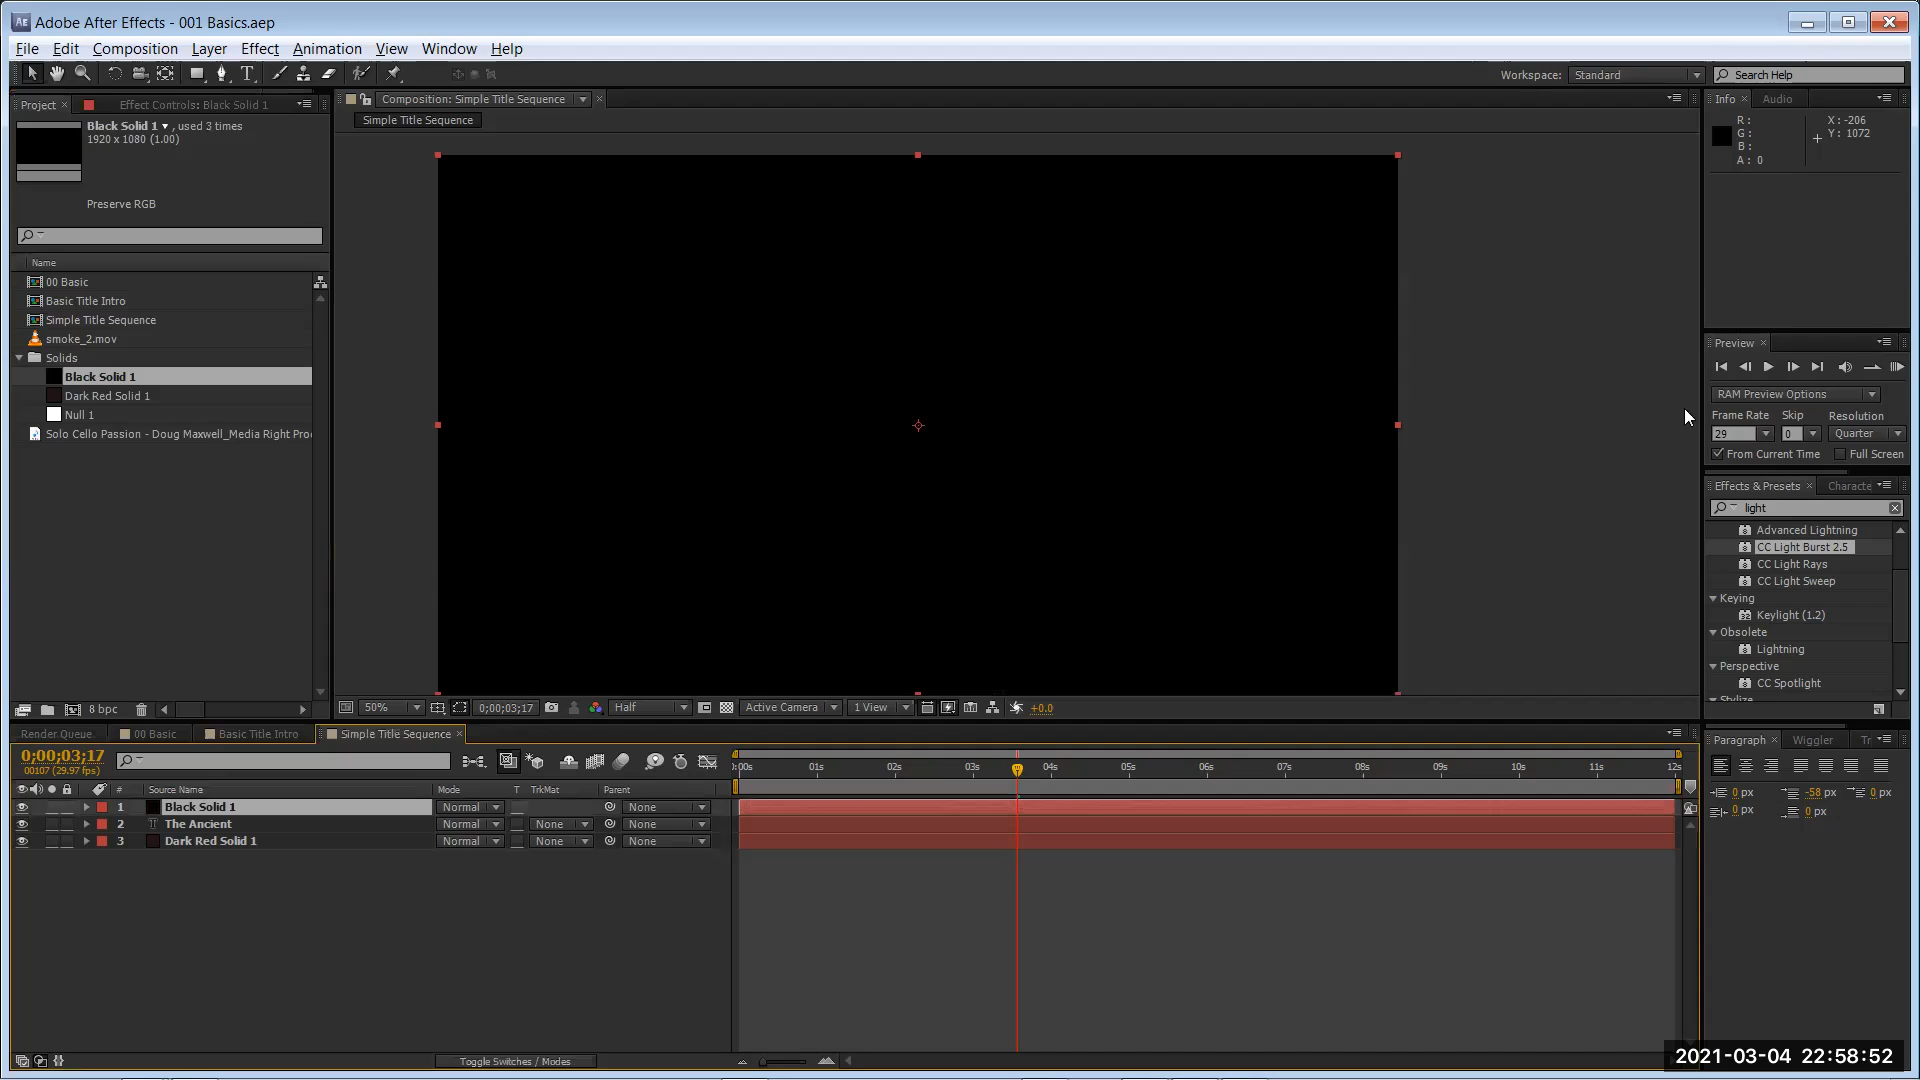 Adobe After Effects - 001 Basics.aep
File Edit Composition Layer Effect Animation View Window Help
Workspace: Standard
Search Help
Project
Effect Controls: Black Solid 1
Black Solid 1 , used 3 times
1920 x 1080 (1.00)
Preserve RGB
Name
00 Basic
Basic Title Intro
Simple Title Sequence
smoke_2.mov
Solids
Black Solid 1
Dark Red Solid 1
Null 1
Solo Cello Passion - Doug Maxwell_Media Right Pro
8 bpc
Composition: Simple Title Sequence
Simple Title Sequence
50%
0;00;03;17
Half
Active Camera
1 View
+0.0
Info Audio
R :
G :
B :
A : 0
X : -206
Y : 1072
Preview
RAM Preview Options
Frame Rate Skip Resolution
29 0 Quarter
From Current Time Full Screen
Effects & Presets Characte
light
Advanced Lightning
CC Light Burst 2.5
CC Light Rays
CC Light Sweep
Keying
Keylight (1.2)
Obsolete
Lightning
Perspective
CC Spotlight
Stylize
Paragraph Wiggler Tr
0 px -58 px 0 px
0 px 0 px
Render Queue 00 Basic Basic Title Intro Simple Title Sequence
0;00;03;17
00107 (29.97 fps)
:00s 01s 02s 03s 04s 05s 06s 07s 08s 09s 10s 11s 12s
# Source Name Mode T TrkMat Parent
1 Black Solid 1 Normal None
2 The Ancient Normal None None
3 Dark Red Solid 1 Normal None None
Toggle Switches / Modes
2021-03-04 22:58:52